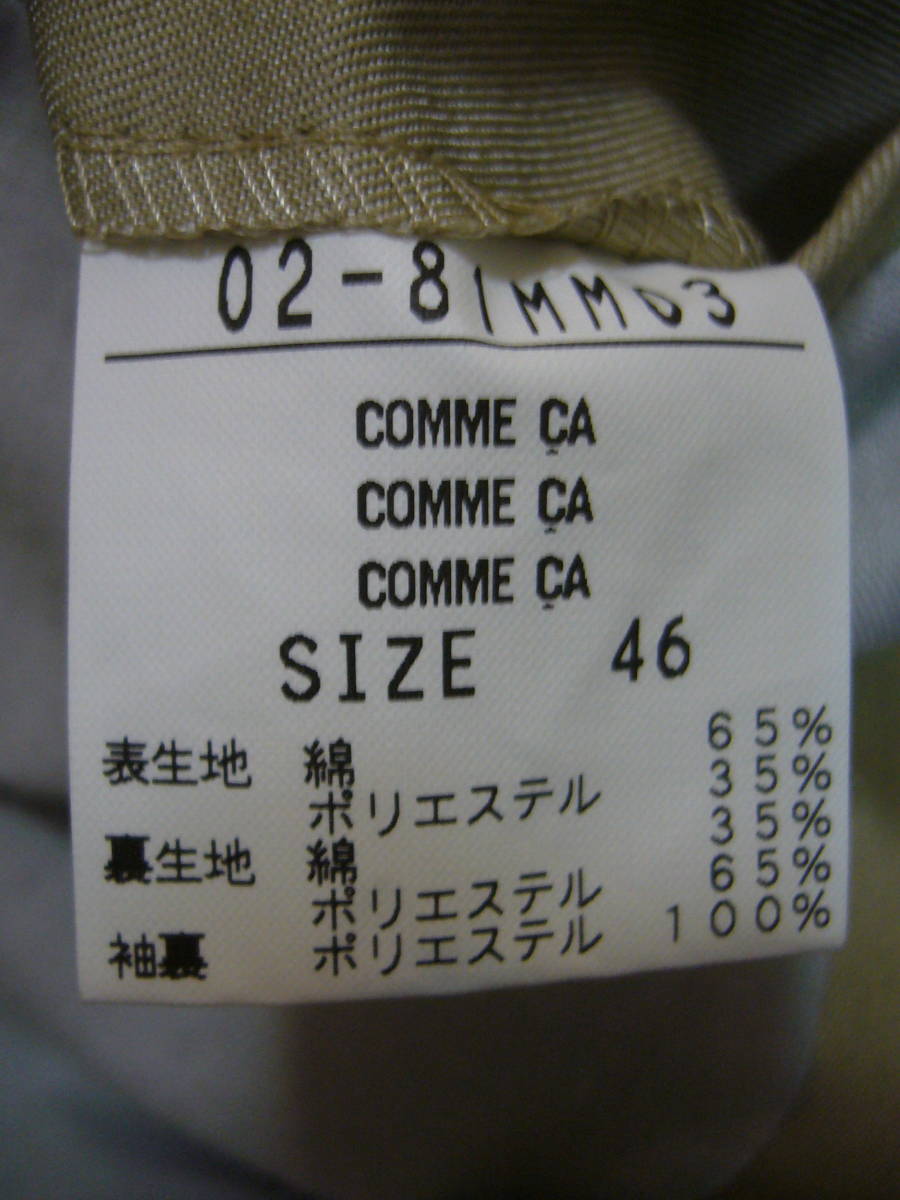 02-81MM03
COMME ÇA
COMME ÇA
COMME ÇA
SIZE 46
表生地 綿 65%
ポリエステル 35%
裏生地 綿 35%
ポリエステル 65%
袖裏 ポリエステル 100%